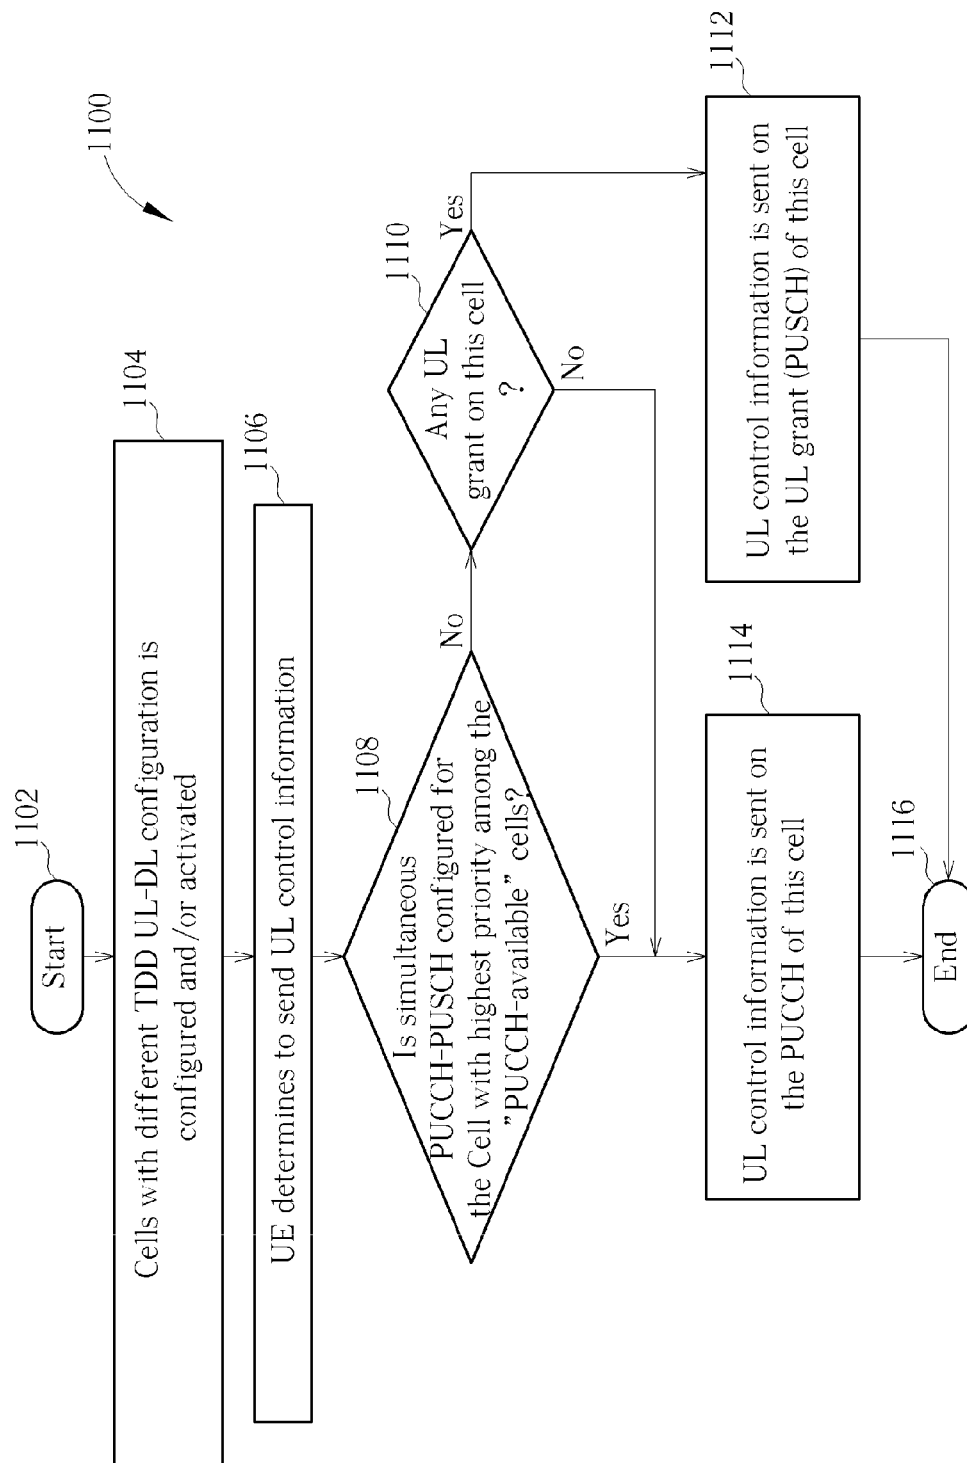 1100
Start
1102
Cells with different TDD UL-DL configuration is
configured and/or activated
1104
UE determines to send UL control information
1106
Is simultaneous
PUCCH-PUSCH configured for
the Cell with highest priority among the
"PUCCH-available" cells?
1108
No
Yes
Any UL
grant on this cell
?
1110
Yes
No
UL control information is sent on
the PUCCH of this cell
1114
UL control information is sent on
the UL grant (PUSCH) of this cell
1112
End
1116